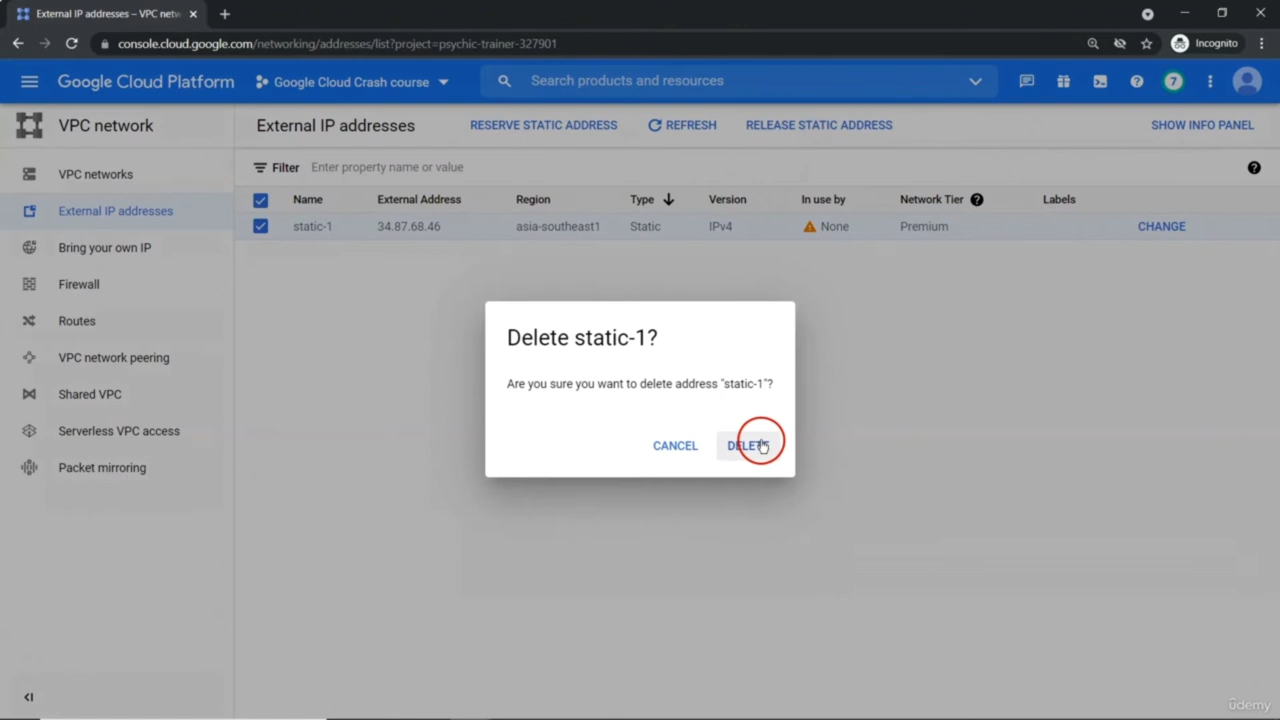 External IP addresses – VPC netw
console.cloud.google.com/networking/addresses/list?project=psychic-trainer-327901
Incognito
Google Cloud Platform
Google Cloud Crash course
Search products and resources
7
VPC network
External IP addresses
RESERVE STATIC ADDRESS
REFRESH
RELEASE STATIC ADDRESS
SHOW INFO PANEL
VPC networks
External IP addresses
Bring your own IP
Firewall
Routes
VPC network peering
Shared VPC
Serverless VPC access
Packet mirroring
Filter Enter property name or value
Name External Address Region Type Version In use by Network Tier Labels
static-1 34.87.68.46 asia-southeast1 Static IPv4 None Premium CHANGE
Delete static-1?
Are you sure you want to delete address "static-1"?
CANCEL DELETE
ûdemy